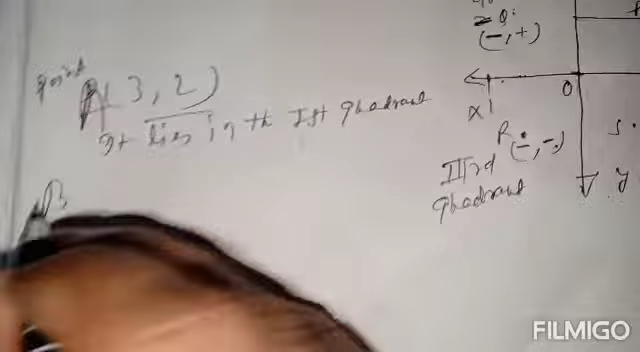 Point
A( 3, 2)
It lies in the Ist Quadrant
Q.
(-, +)
X'
O
R.
(-, -)
IIIrd
Quadrant
S.
y
FILMIGO